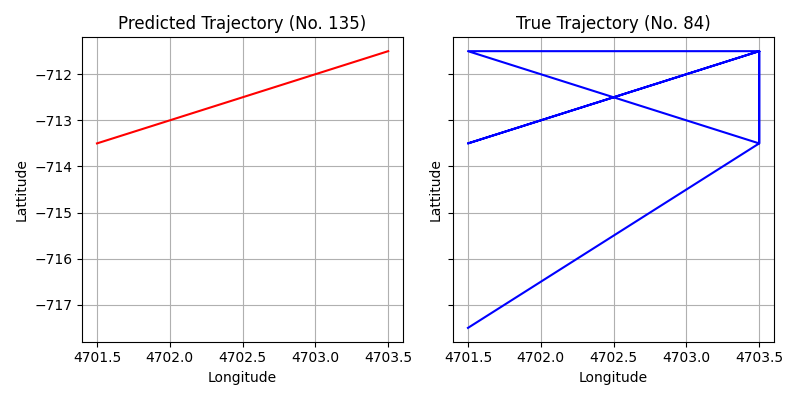 Predicted Trajectory (No. 135)
True Trajectory (No. 84)
Lattitude
−712
−713
−714
−715
−716
−717
4701.5 4702.0 4702.5 4703.0 4703.5
Longitude
Lattitude
4701.5 4702.0 4702.5 4703.0 4703.5
Longitude